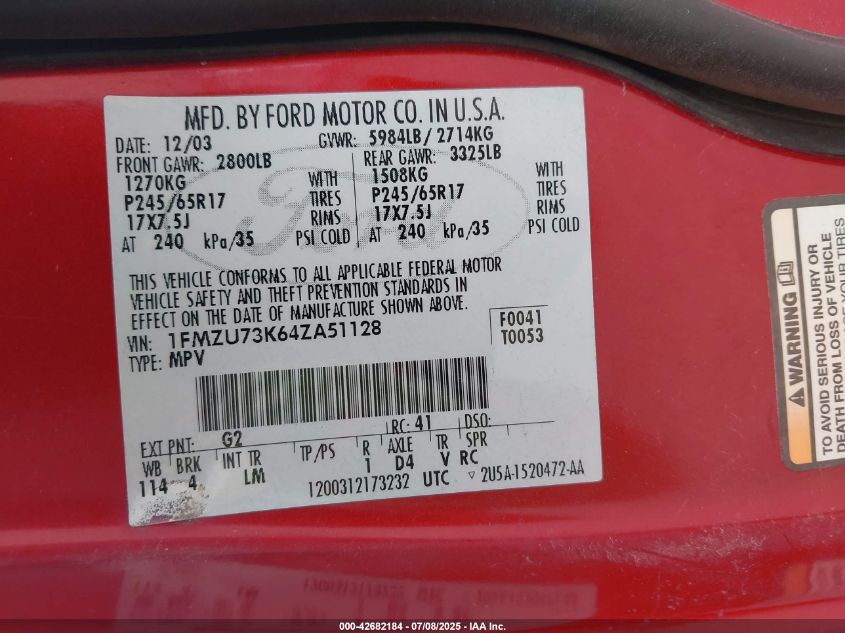 MFD. BY FORD MOTOR CO. IN U.S.A.
DATE: 12/03 GVWR: 5984LB/ 2714KG
FRONT GAWR: 2800LB REAR GAWR: 3325LB
1270KG WITH 1508KG WITH
P245/65R17 TIRES P245/65R17 TIRES
17X7.5J RIMS 17X7.5J RIMS
AT 240 kPa/35 PSI COLD AT 240 kPa/35 PSI COLD
Ford
THIS VEHICLE CONFORMS TO ALL APPLICABLE FEDERAL MOTOR
VEHICLE SAFETY AND THEFT PREVENTION STANDARDS IN
EFFECT ON THE DATE OF MANUFACTURE SHOWN ABOVE.
VIN: 1FMZU73K64ZA51128 F0041
TYPE: MPV T0053
EXT PNT: G2 RC: 41 DSO:
WB BRK INT TR TP/PS R AXLE TR SPR
114 4 LM 1 D4 V RC
1200312173232 UTC ▽ 2U5A-1520472-AA
WARNING
TO AVOID SERIOUS INJURY OR
DEATH FROM LOSS OF VEHICLE
000-42682184 - 07/08/2025 - IAA Inc.